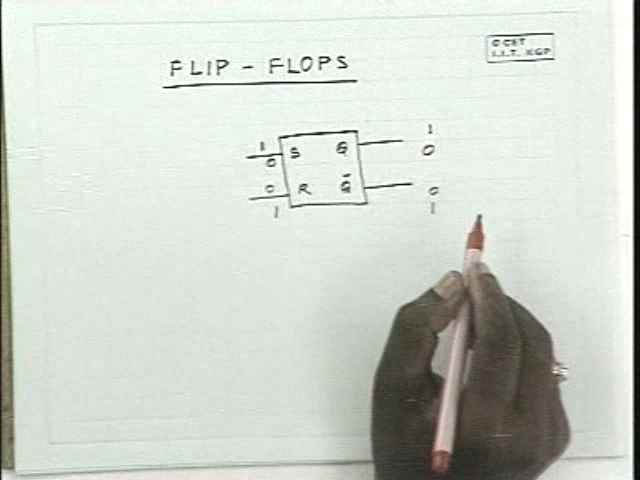 © CET
I.I.T. KGP
FLIP - FLOPS
1 1
0 S Q 0
0 R Q̄ 0
1 1